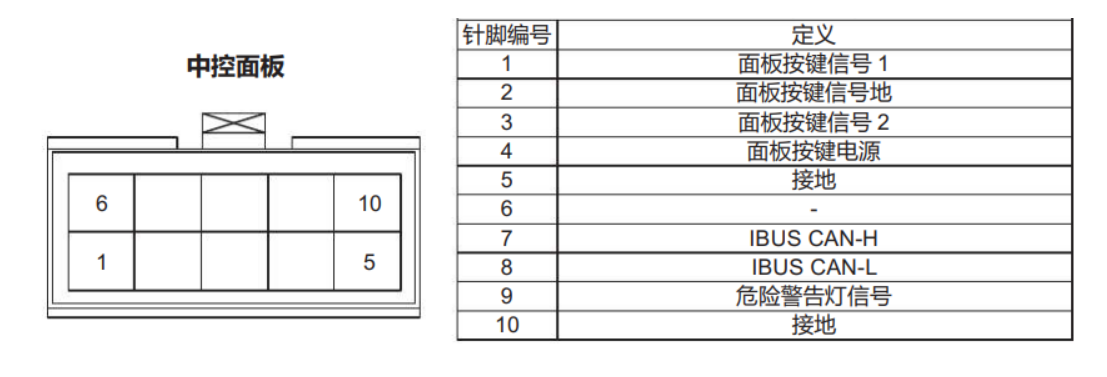 中控面板
6 10
1 5
针脚编号 定义
1 面板按键信号 1
2 面板按键信号地
3 面板按键信号 2
4 面板按键电源
5 接地
6 -
7 IBUS CAN-H
8 IBUS CAN-L
9 危险警告灯信号
10 接地